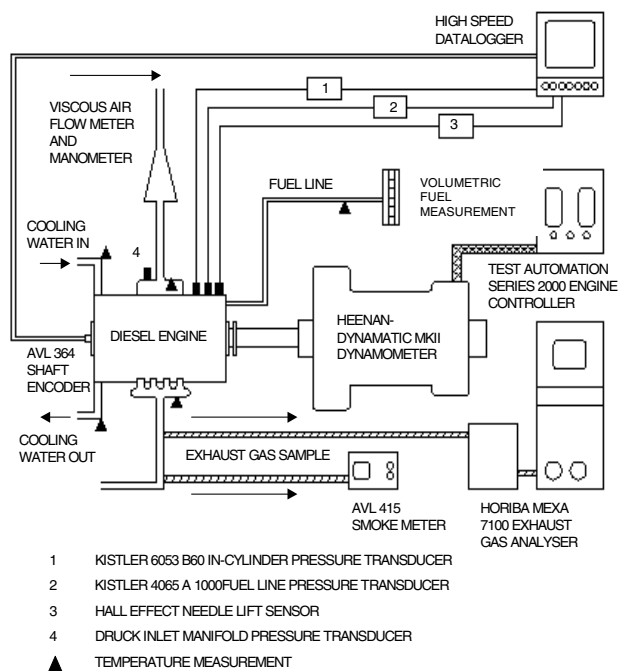 HIGH SPEED
DATALOGGER
1
2
3
VISCOUS AIR
FLOW METER
AND
MANOMETER
FUEL LINE
VOLUMETRIC
FUEL
MEASUREMENT
COOLING
WATER IN
4
TEST AUTOMATION
SERIES 2000 ENGINE
CONTROLLER
DIESEL ENGINE
HEENAN-
DYNAMATIC MKII
DYNAMOMETER
AVL 364
SHAFT
ENCODER
COOLING
WATER OUT
EXHAUST GAS SAMPLE
AVL 415
SMOKE METER
HORIBA MEXA
7100 EXHAUST
GAS ANALYSER
1 KISTLER 6053 B60 IN-CYLINDER PRESSURE TRANSDUCER
2 KISTLER 4065 A 1000FUEL LINE PRESSURE TRANSDUCER
3 HALL EFFECT NEEDLE LIFT SENSOR
4 DRUCK INLET MANIFOLD PRESSURE TRANSDUCER
TEMPERATURE MEASUREMENT